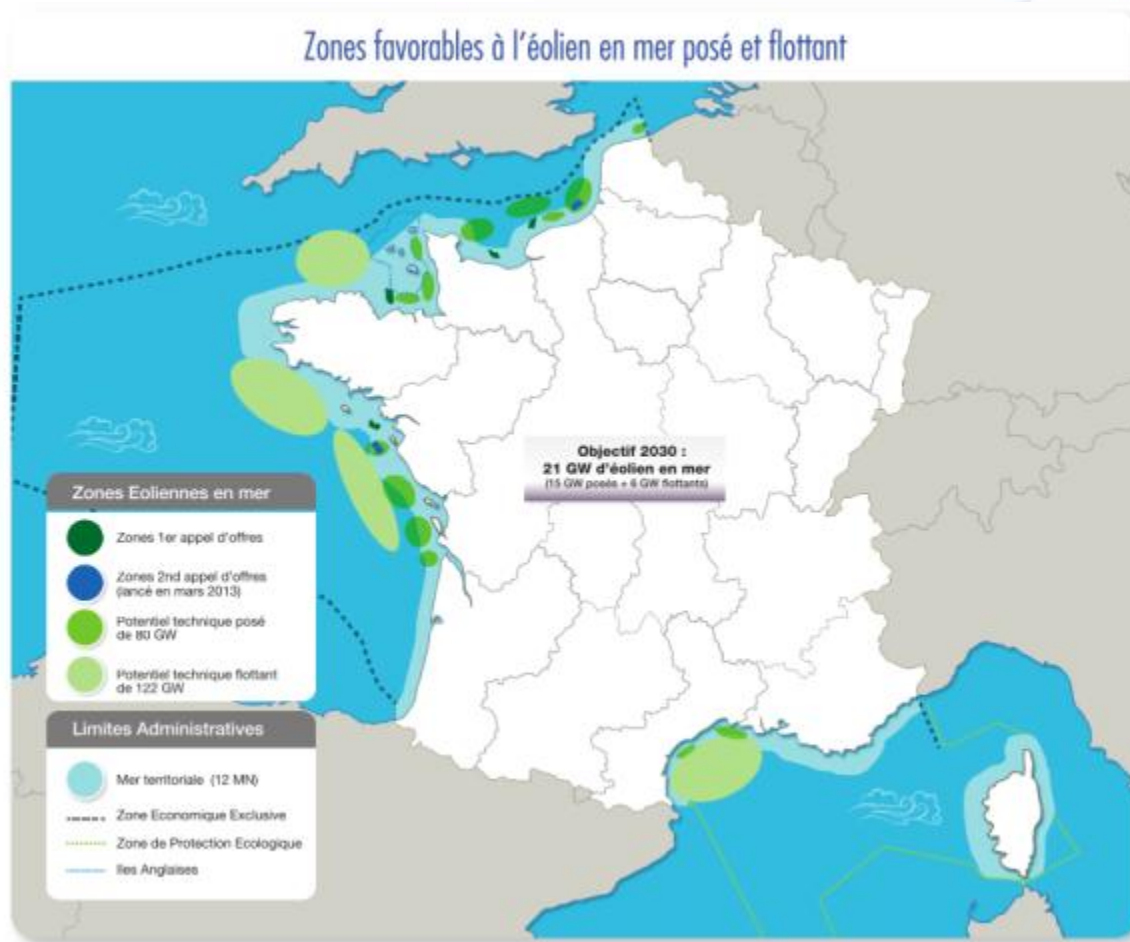 Zones favorables à l'éolien en mer posé et flottant
Objectif 2030 :
21 GW d'éolien en mer
(15 GW posés + 6 GW flottants)
Zones Eoliennes en mer
Zones 1er appel d'offres
Zones 2nd appel d'offres
(lancé en mars 2013)
Potentiel technique posé
de 80 GW
Potentiel technique flottant
de 122 GW
Limites Administratives
Mer territoriale (12 MN)
Zone Economique Exclusive
Zone de Protection Ecologique
Iles Anglaises